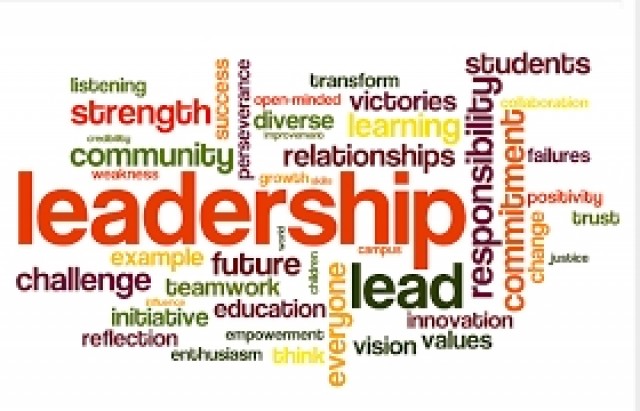 students
listening
success
perseverance
transform
strength
open-minded
victories
collaboration
credibility
diverse
learning
improvement
responsibility
commitment
community
relationships
failures
weakness
growth
skills
leadership
positivity
trust
world
campus
change
justice
example
future
children
challenge
teamwork
lead
everyone
influence
initiative
education
innovation
reflection
empowerment
values
enthusiasm
think
vision